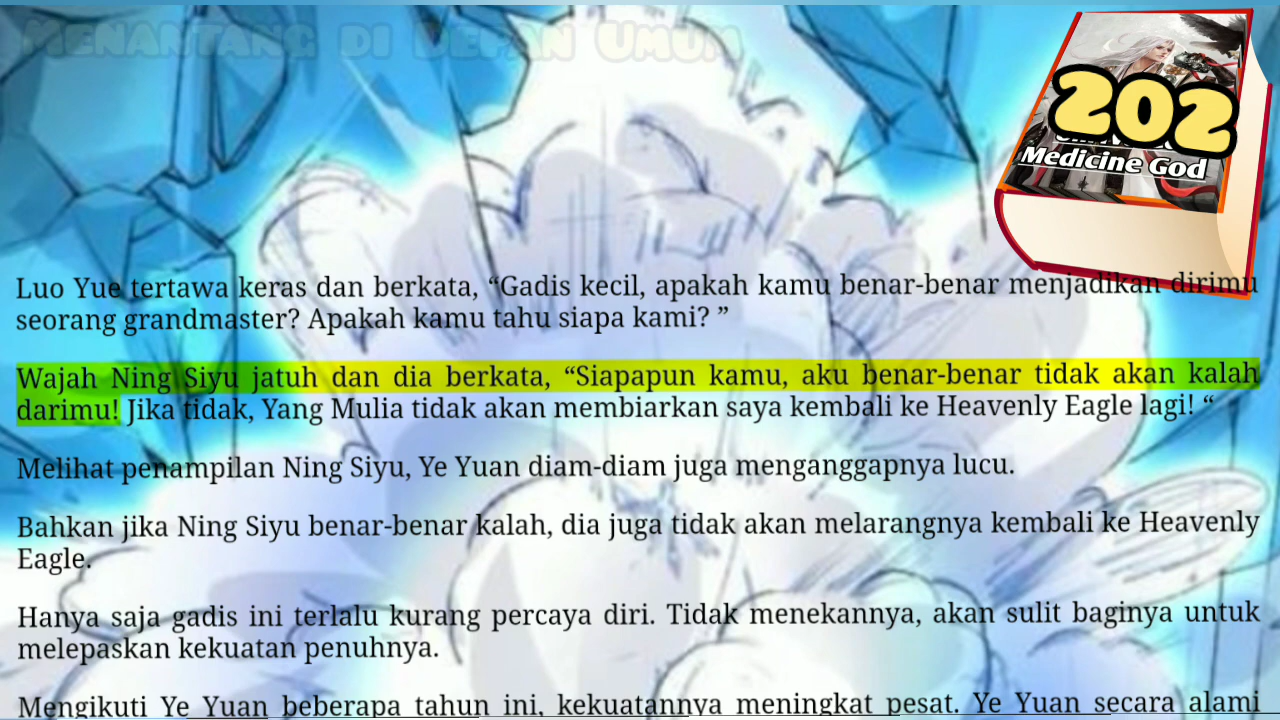 Menantang di Depan Umum
202
Medicine God
Luo Yue tertawa keras dan berkata, “Gadis kecil, apakah kamu benar-benar menjadikan dirimu
seorang grandmaster? Apakah kamu tahu siapa kami? ”
Wajah Ning Siyu jatuh dan dia berkata, “Siapapun kamu, aku benar-benar tidak akan kalah
darimu! Jika tidak, Yang Mulia tidak akan membiarkan saya kembali ke Heavenly Eagle lagi! “
Melihat penampilan Ning Siyu, Ye Yuan diam-diam juga menganggapnya lucu.
Bahkan jika Ning Siyu benar-benar kalah, dia juga tidak akan melarangnya kembali ke Heavenly
Eagle.
Hanya saja gadis ini terlalu kurang percaya diri. Tidak menekannya, akan sulit baginya untuk
melepaskan kekuatan penuhnya.
Mengikuti Ye Yuan beberapa tahun ini, kekuatannya meningkat pesat. Ye Yuan secara alami